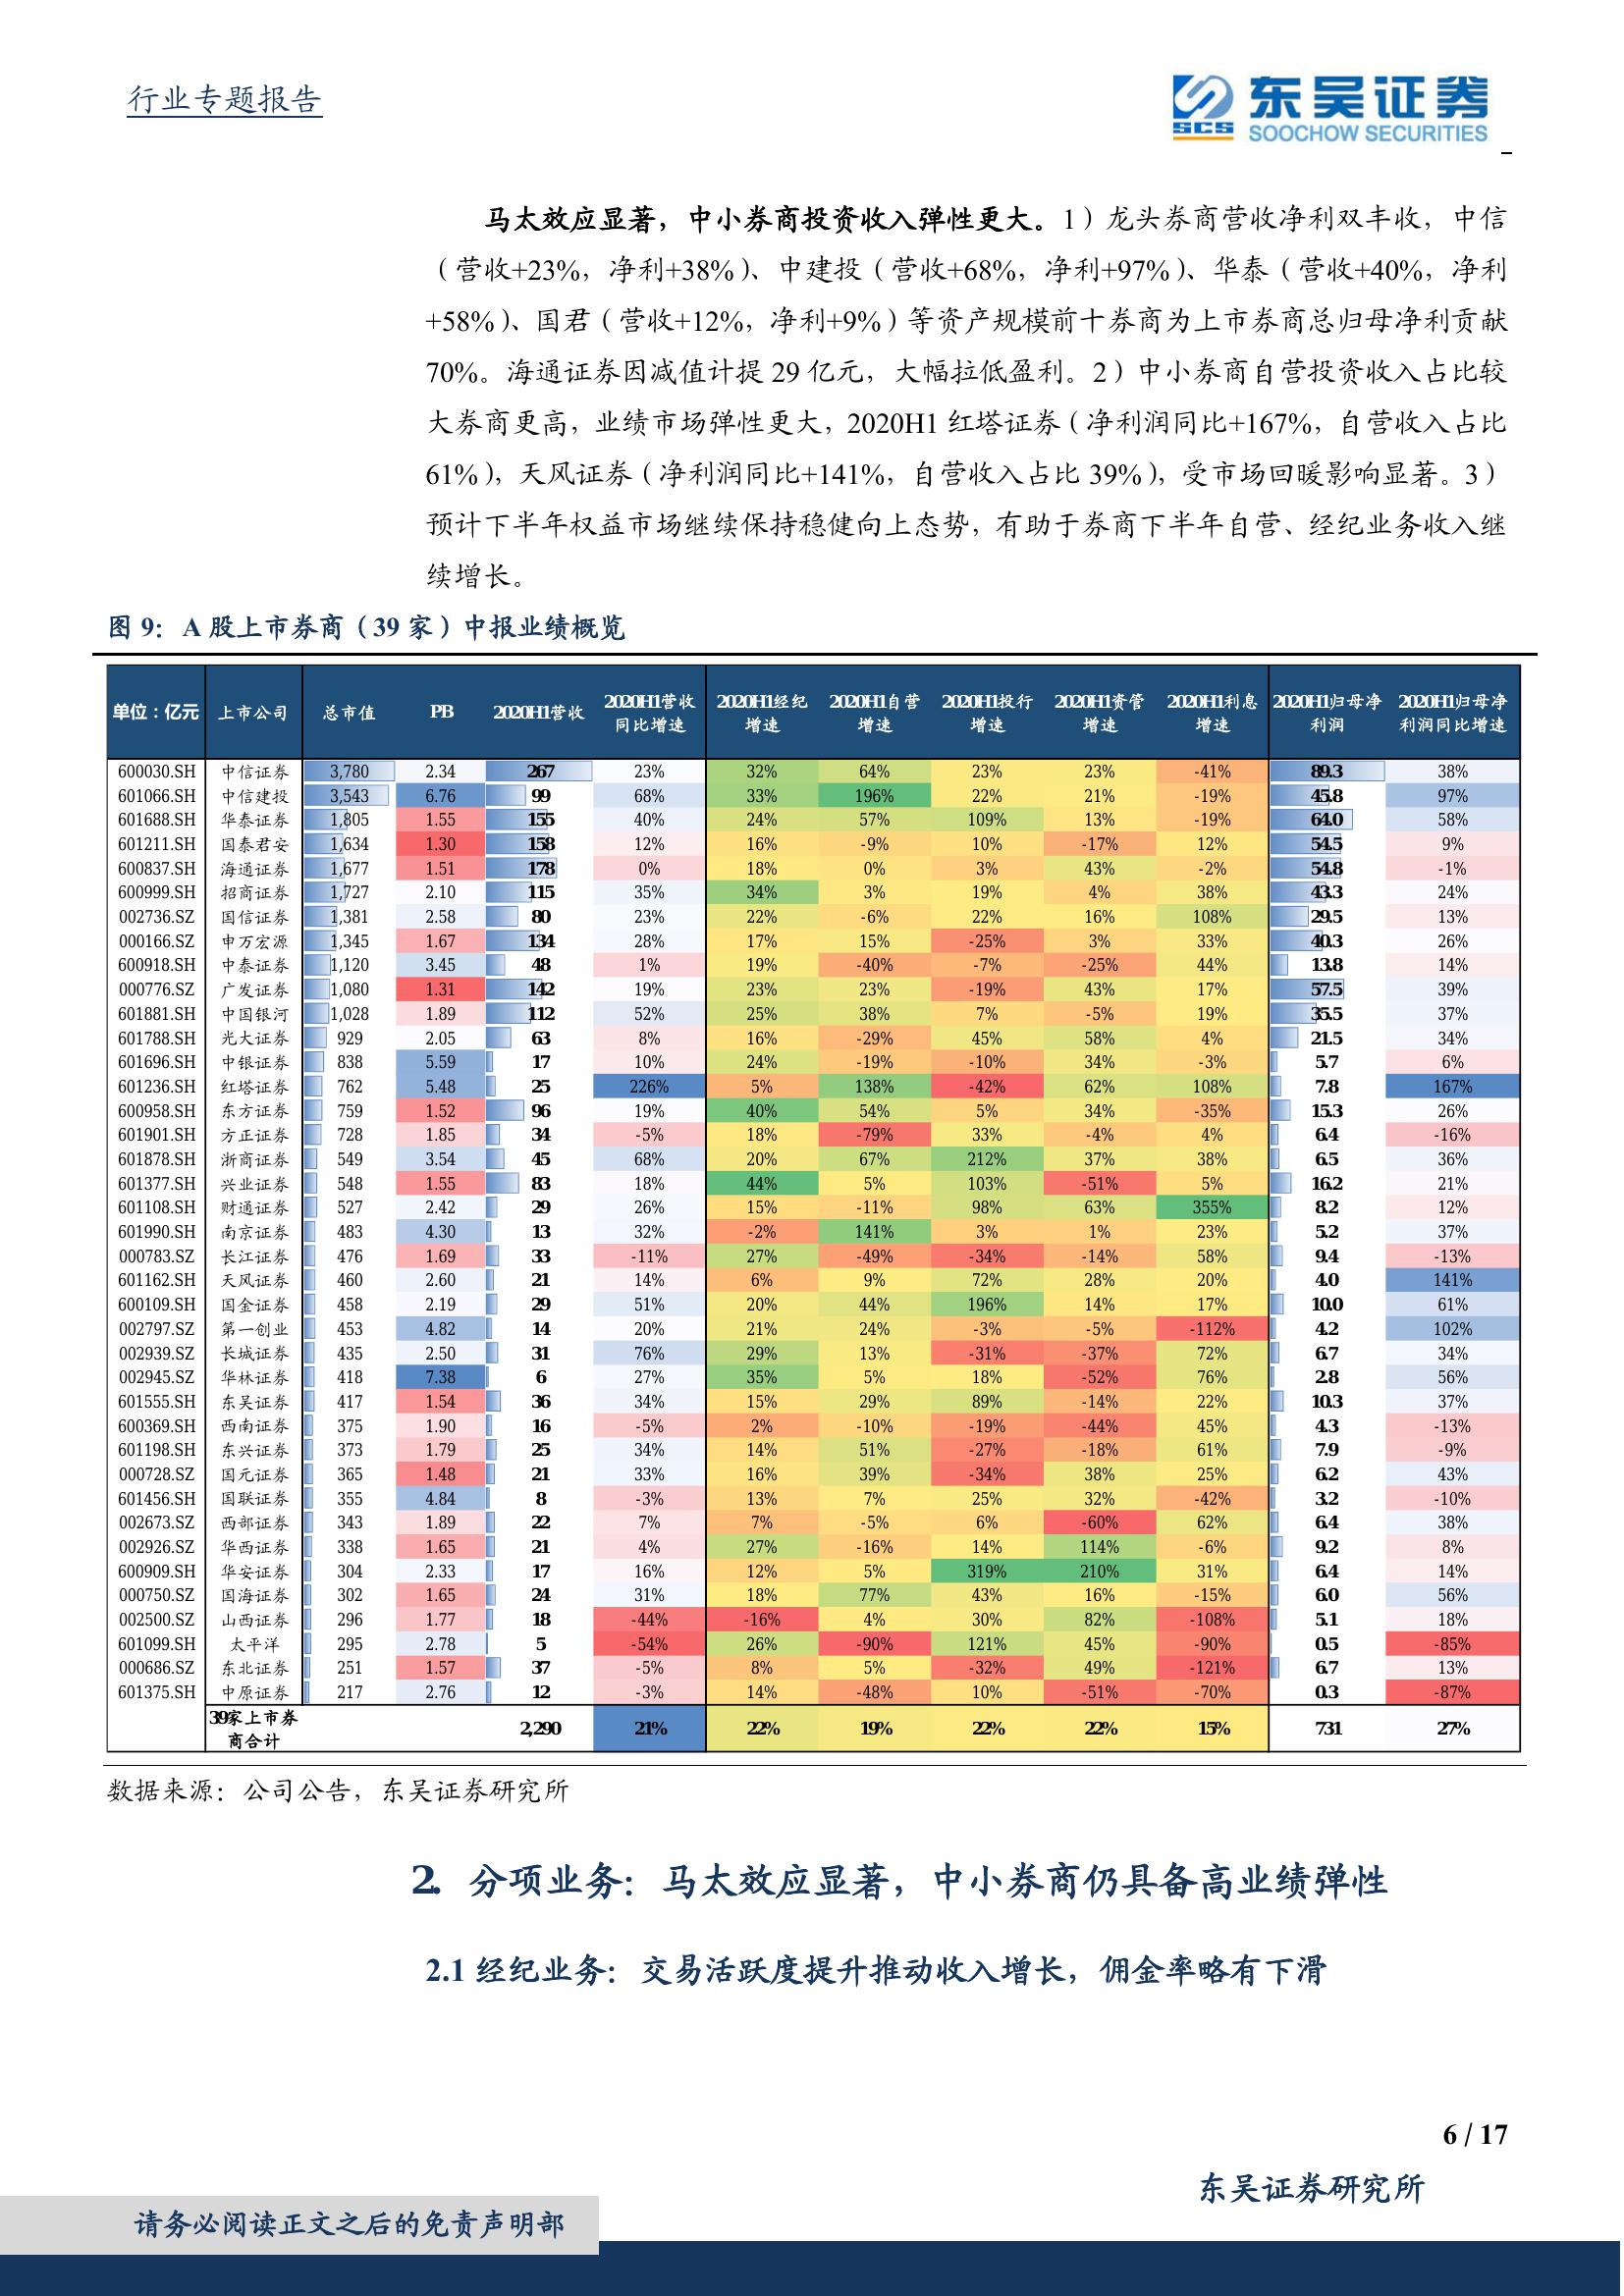 行业专题报告
SCS 东吴证券
SOOCHOW SECURITIES
马太效应显著，中小券商投资收入弹性更大。1）龙头券商营收净利双丰收，中信
（营收+23%，净利+38%）、中建投（营收+68%，净利+97%）、华泰（营收+40%，净利
+58%）、国君（营收+12%，净利+9%）等资产规模前十券商为上市券商总归母净利贡献
70%。海通证券因减值计提 29 亿元，大幅拉低盈利。2）中小券商自营投资收入占比较
大券商更高，业绩市场弹性更大，2020H1 红塔证券（净利润同比+167%，自营收入占比
61%），天风证券（净利润同比+141%，自营收入占比 39%），受市场回暖影响显著。3）
预计下半年权益市场继续保持稳健向上态势，有助于券商下半年自营、经纪业务收入继
续增长。
图 9：A 股上市券商（39 家）中报业绩概览
单位：亿元 上市公司 总市值 PB 2020H1营收 2020H1营收同比增速 2020H1经纪增速 2020H1自营增速 2020H1投行增速 2020H1资管增速 2020H1利息增速 2020H1归母净利润 2020H1归母净利润同比增速
600030.SH 中信证券 3,780 2.34 267 23% 32% 64% 23% 23% -41% 89.3 38%
601066.SH 中信建投 3,543 6.76 99 68% 33% 196% 22% 21% -19% 45.8 97%
601688.SH 华泰证券 1,805 1.55 155 40% 24% 57% 109% 13% -19% 64.0 58%
601211.SH 国泰君安 1,634 1.30 158 12% 16% -9% 10% -17% 12% 54.5 9%
600837.SH 海通证券 1,677 1.51 178 0% 18% 0% 3% 43% -2% 54.8 -1%
600999.SH 招商证券 1,727 2.10 115 35% 34% 3% 19% 4% 38% 43.3 24%
002736.SZ 国信证券 1,381 2.58 80 23% 22% -6% 22% 16% 108% 29.5 13%
000166.SZ 申万宏源 1,345 1.67 134 28% 17% 15% -25% 3% 33% 40.3 26%
600918.SH 中泰证券 1,120 3.45 48 1% 19% -40% -7% -25% 44% 13.8 14%
000776.SZ 广发证券 1,080 1.31 142 19% 23% 23% -19% 43% 17% 57.5 39%
601881.SH 中国银河 1,028 1.89 112 52% 25% 38% 7% -5% 19% 35.5 37%
601788.SH 光大证券 929 2.05 63 8% 16% -29% 45% 58% 4% 21.5 34%
601696.SH 中银证券 838 5.59 17 10% 24% -19% -10% 34% -3% 5.7 6%
601236.SH 红塔证券 762 5.48 25 226% 5% 138% -42% 62% 108% 7.8 167%
600958.SH 东方证券 759 1.52 96 19% 40% 54% 5% 34% -35% 15.3 26%
601901.SH 方正证券 728 1.85 34 -5% 18% -79% 33% -4% 4% 6.4 -16%
601878.SH 浙商证券 549 3.54 45 68% 20% 67% 212% 37% 38% 6.5 36%
601377.SH 兴业证券 548 1.55 83 18% 44% 5% 103% -51% 5% 16.2 21%
601108.SH 财通证券 527 2.42 29 26% 15% -11% 98% 63% 355% 8.2 12%
601990.SH 南京证券 483 4.30 13 32% -2% 141% 3% 1% 23% 5.2 37%
000783.SZ 长江证券 476 1.69 33 -11% 27% -49% -34% -14% 58% 9.4 -13%
601162.SH 天风证券 460 2.60 21 14% 6% 9% 72% 28% 20% 4.0 141%
600109.SH 国金证券 458 2.19 29 51% 20% 44% 196% 14% 17% 10.0 61%
002797.SZ 第一创业 453 4.82 14 20% 21% 24% -3% -5% -112% 4.2 102%
002939.SZ 长城证券 435 2.50 31 76% 29% 13% -31% -37% 72% 6.7 34%
002945.SZ 华林证券 418 7.38 6 27% 35% 5% 18% -52% 76% 2.8 56%
601555.SH 东吴证券 417 1.54 36 34% 15% 29% 89% -14% 22% 10.3 37%
600369.SH 西南证券 375 1.90 16 -5% 2% -10% -19% -44% 45% 4.3 -13%
601198.SH 东兴证券 373 1.79 25 34% 14% 51% -27% -18% 61% 7.9 -9%
000728.SZ 国元证券 365 1.48 21 33% 16% 39% -34% 38% 25% 6.2 43%
601456.SH 国联证券 355 4.84 8 -3% 13% 7% 25% 32% -42% 3.2 -10%
002673.SZ 西部证券 343 1.89 22 7% 7% -5% 6% -60% 62% 6.4 38%
002926.SZ 华西证券 338 1.65 21 4% 27% -16% 14% 114% -6% 9.2 8%
600909.SH 华安证券 304 2.33 17 16% 12% 5% 319% 210% 31% 6.4 14%
000750.SZ 国海证券 302 1.65 24 31% 18% 77% 43% 16% -15% 6.0 56%
002500.SZ 山西证券 296 1.77 18 -44% -16% 4% 30% 82% -108% 5.1 18%
601099.SH 太平洋 295 2.78 5 -54% 26% -90% 121% 45% -90% 0.5 -85%
000686.SZ 东北证券 251 1.57 37 -5% 8% 5% -32% 49% -121% 6.7 13%
601375.SH 中原证券 217 2.76 12 -3% 14% -48% 10% -51% -70% 0.3 -87%
39家上市券商合计 2,290 21% 22% 19% 22% 22% 15% 731 27%
数据来源：公司公告，东吴证券研究所
2. 分项业务：马太效应显著，中小券商仍具备高业绩弹性
2.1 经纪业务：交易活跃度提升推动收入增长，佣金率略有下滑
6 / 17
东吴证券研究所
请务必阅读正文之后的免责声明部